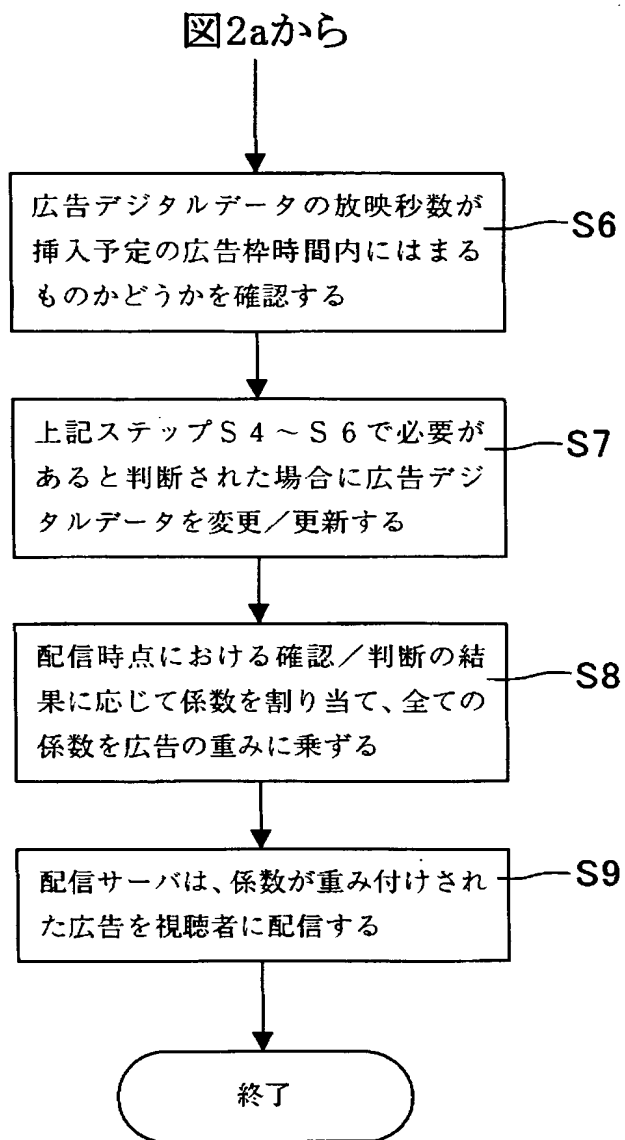 図2aから
広告デジタルデータの放映秒数が
挿入予定の広告枠時間内にはまる
ものかどうかを確認する
S6
上記ステップＳ４～Ｓ６で必要が
あると判断された場合に広告デジ
タルデータを変更／更新する
S7
配信時点における確認／判断の結
果に応じて係数を割り当て、全ての
係数を広告の重みに乗ずる
S8
配信サーバは、係数が重み付けされ
た広告を視聴者に配信する
S9
終了